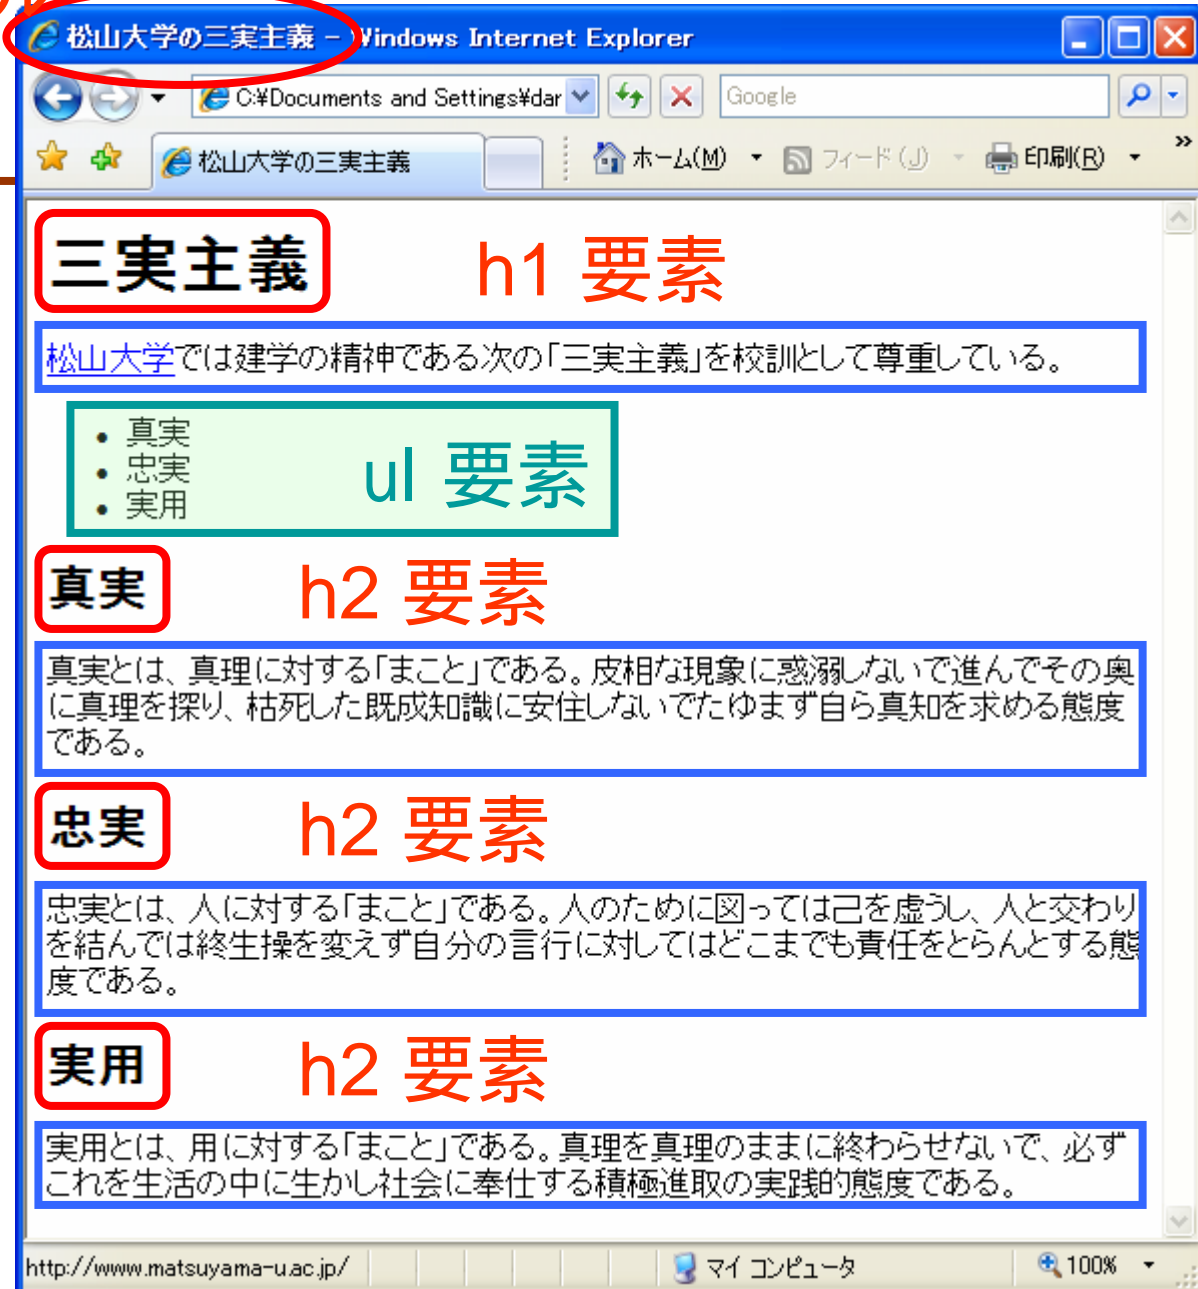 松山大学の三実主義 - Windows Internet Explorer
C:¥Documents and Settings¥dar
Google
松山大学の三実主義
ホーム(M)
フィード(J)
印刷(R)
»
三実主義
h1 要素
松山大学では建学の精神である次の「三実主義」を校訓として尊重している。
• 真実
• 忠実
• 実用
ul 要素
真実
h2 要素
真実とは、真理に対する「まこと」である。皮相な現象に惑溺しないで進んでその奥
に真理を探り、枯死した既成知識に安住しないでたゆまず自ら真知を求める態度
である。
忠実
h2 要素
忠実とは、人に対する「まこと」である。人のために図っては己を虚うし、人と交わり
を結んでは終生操を変えず自分の言行に対してはどこまでも責任をとらんとする態
度である。
実用
h2 要素
実用とは、用に対する「まこと」である。真理を真理のままに終わらせないで、必ず
これを生活の中に生かし社会に奉仕する積極進取の実践的態度である。
http://www.matsuyama-u.ac.jp/
マイ コンピュータ
100%